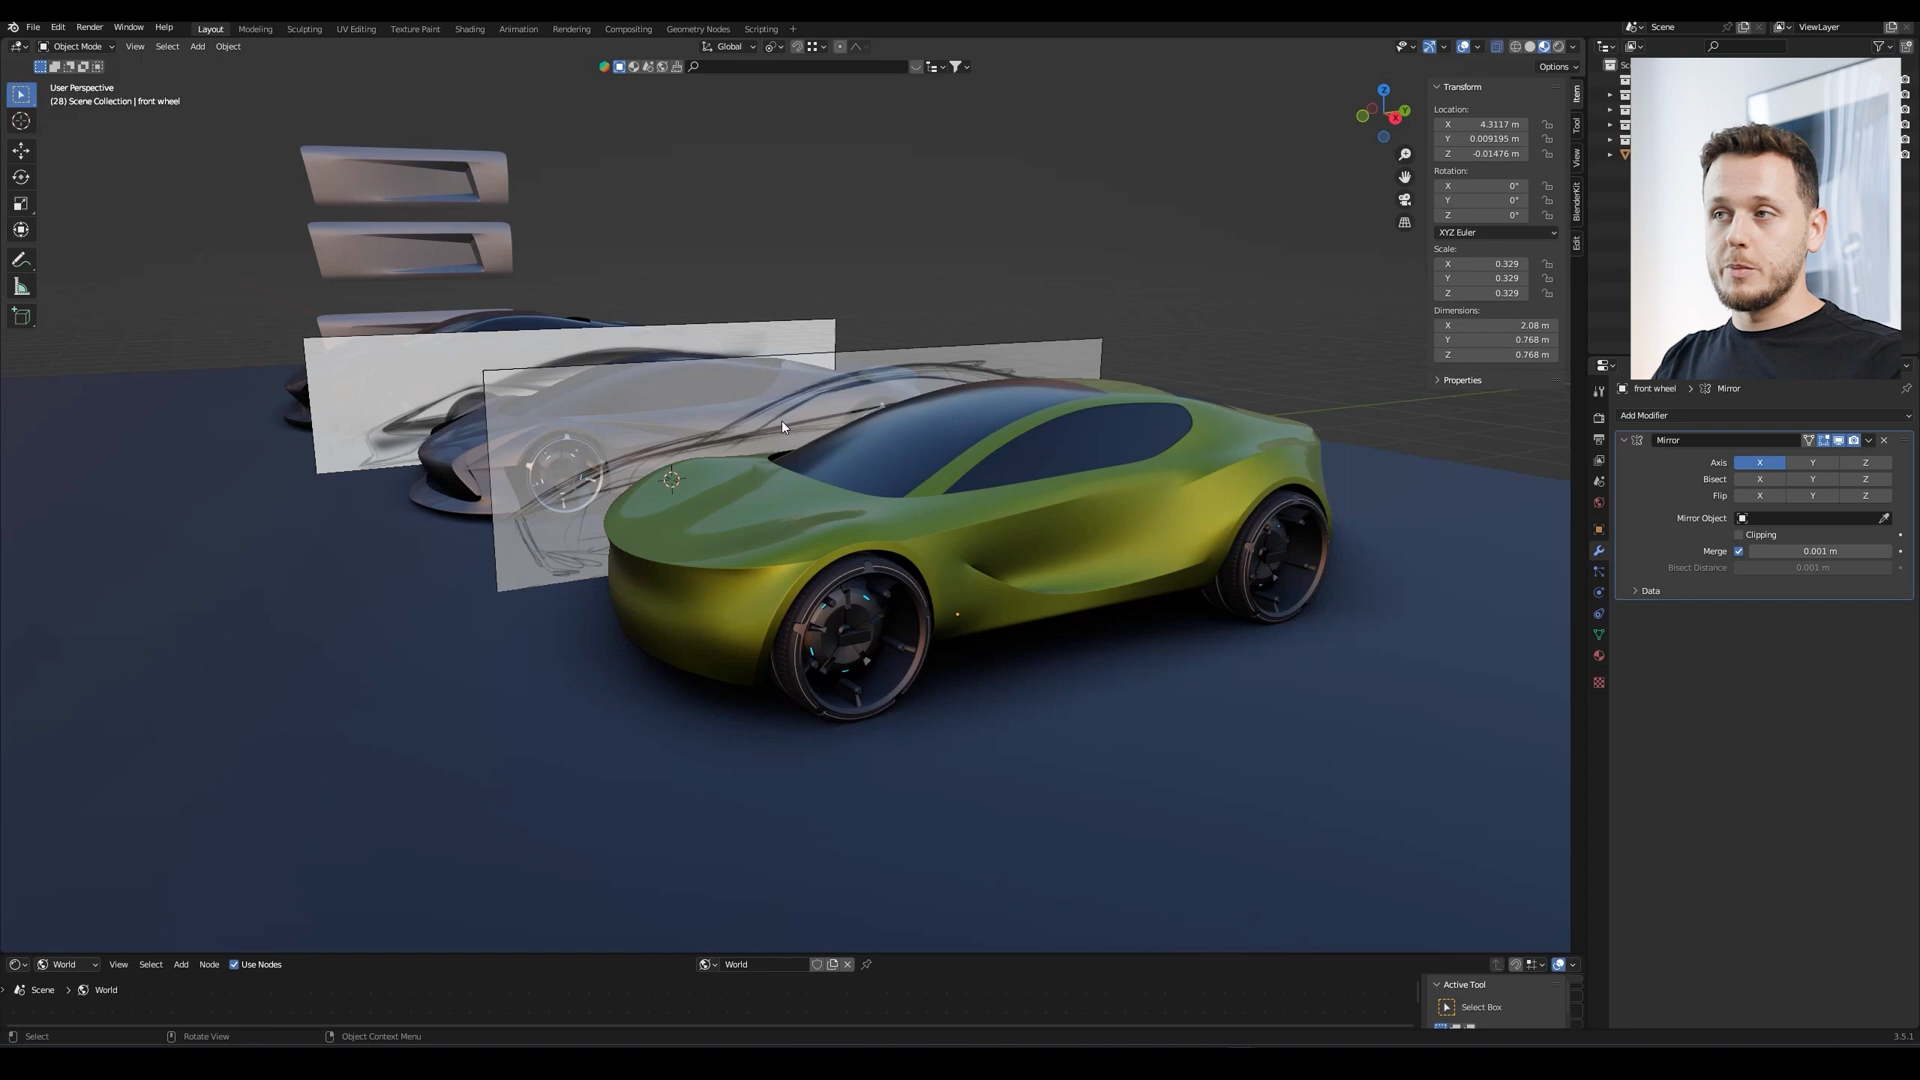 File Edit Render Window Help Layout Modeling Sculpting UV Editing Texture Paint Shading Animation Rendering Compositing Geometry Nodes Scripting + Scene ViewLayer
Object Mode View Select Add Object Global
Options
User Perspective
(28) Scene Collection | front wheel
Transform
Location:
X 4.3117 m
Y 0.009195 m
Z -0.01476 m
Rotation:
X 0°
Y 0°
Z 0°
XYZ Euler
Scale:
X 0.329
Y 0.329
Z 0.329
Dimensions:
X 2.08 m
Y 0.768 m
Z 0.768 m
Properties
Item
Tool
View
BlenderKit
Edit
Z
Y
X
front wheel > Mirror
Add Modifier
Mirror
Axis X Y Z
Bisect X Y Z
Flip X Y Z
Mirror Object
Clipping
Merge 0.001 m
Bisect Distance 0.001 m
Data
World View Select Add Node Use Nodes World
Scene > World
Active Tool
Select Box
Select Rotate View Object Context Menu 3.5.1